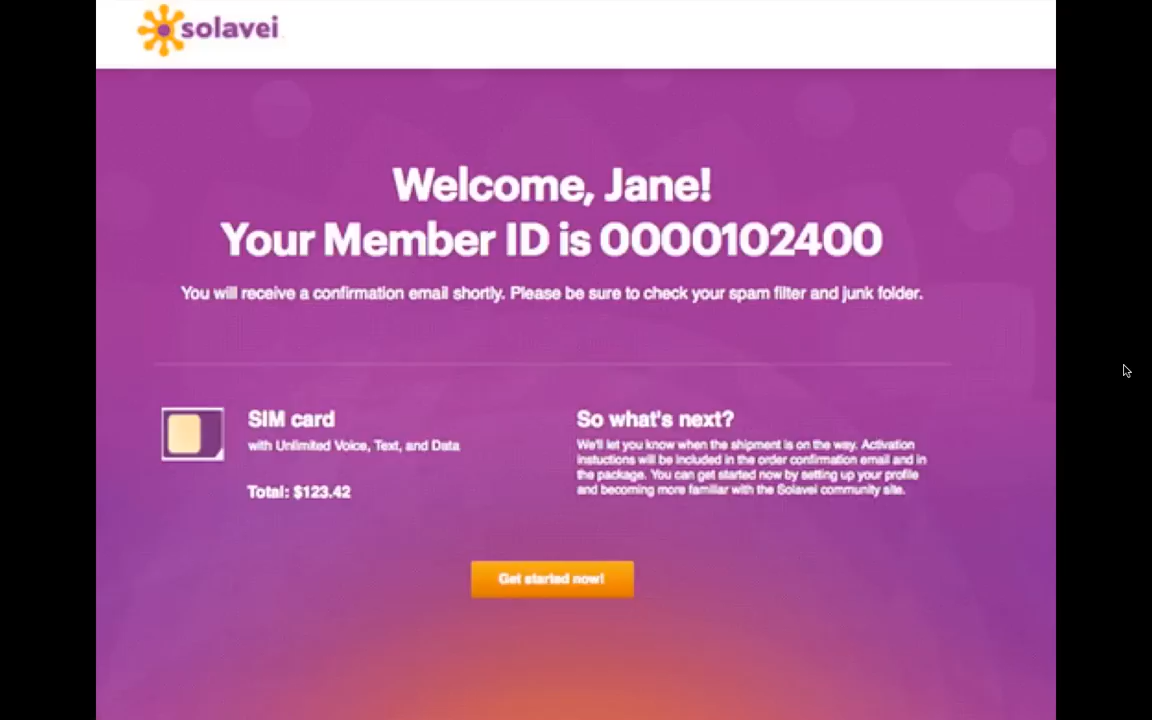 solavei
Welcome, Jane!
Your Member ID is 0000102400
You will receive a confirmation email shortly. Please be sure to check your spam filter and junk folder.
SIM card
with Unlimited Voice, Text, and Data
Total: $123.42
So what's next?
We'll let you know when the shipment is on the way. Activation
instuctions will be included in the order confirmation email and in
the package. You can get started now by setting up your profile
and becoming more familiar with the Solavei community site.
Get started now!